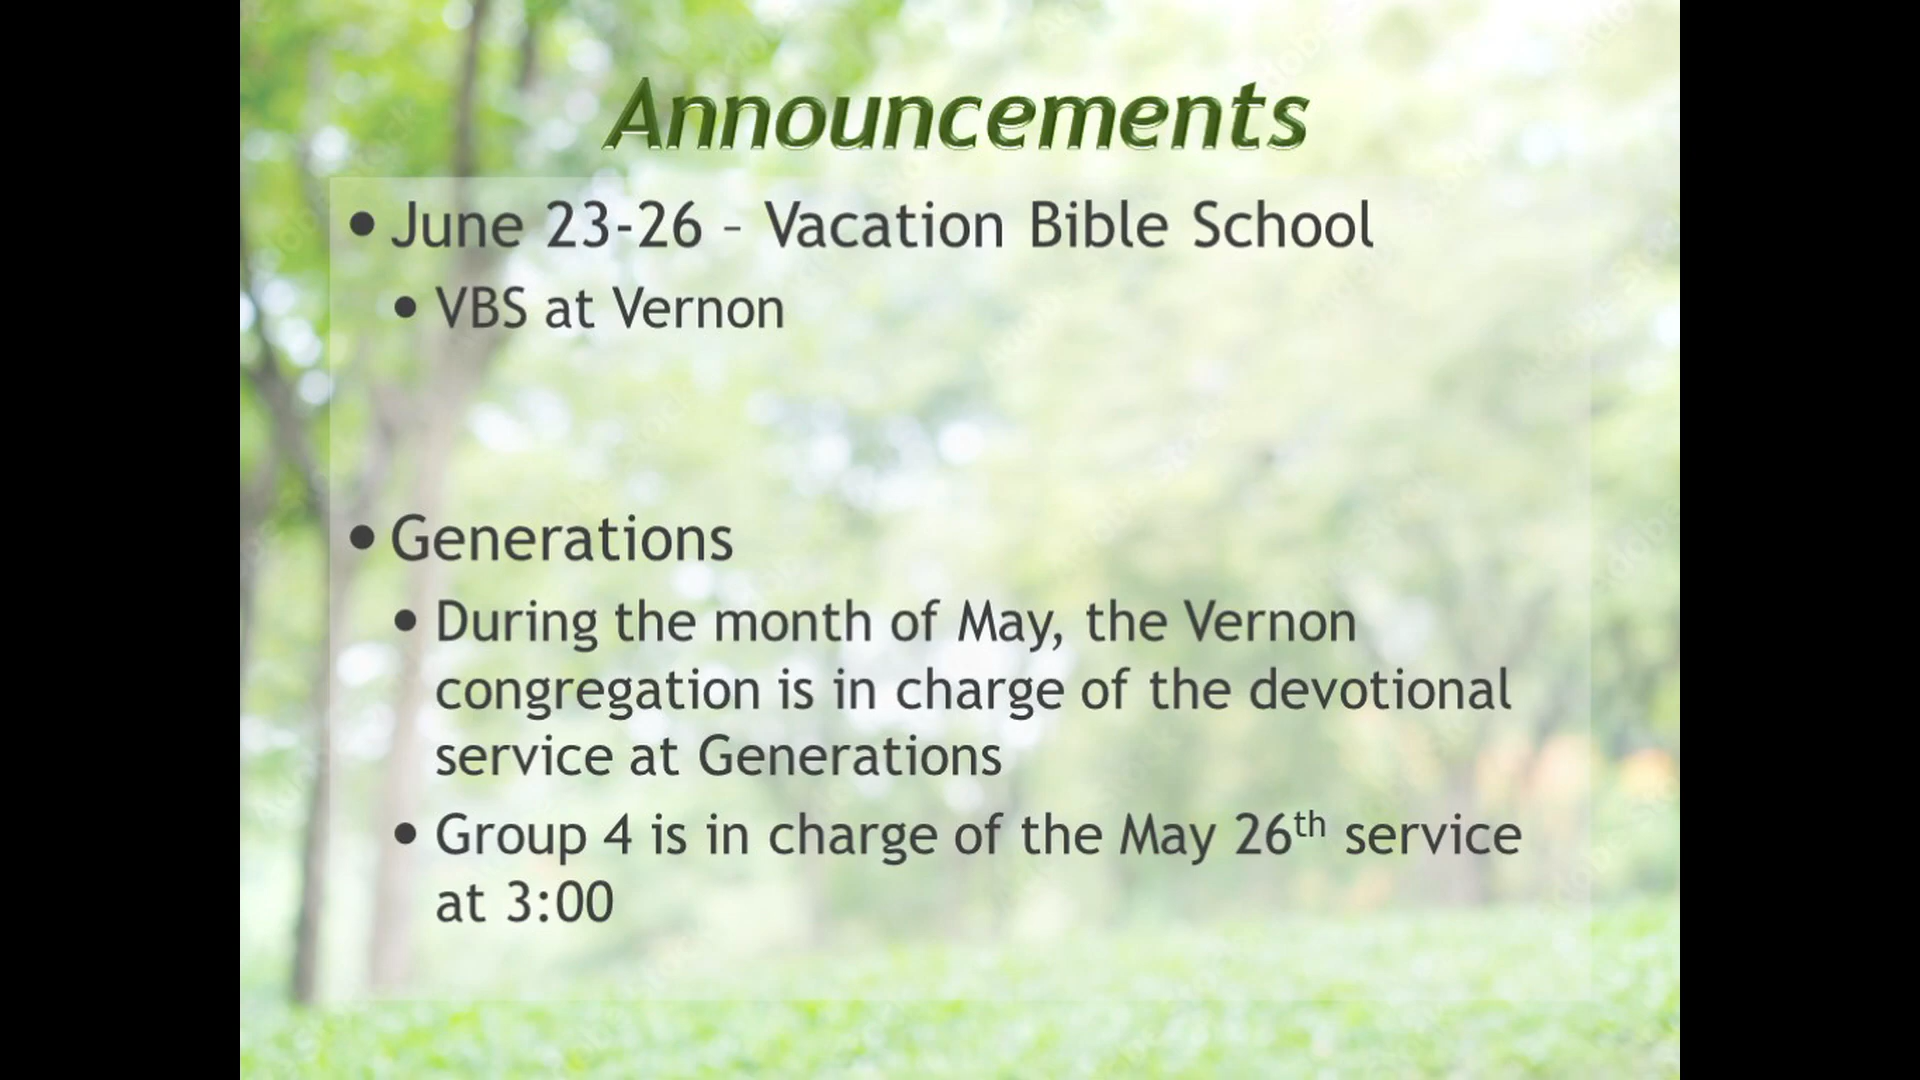 Announcements
• June 23-26 – Vacation Bible School
• VBS at Vernon
• Generations
• During the month of May, the Vernon
congregation is in charge of the devotional
service at Generations
• Group 4 is in charge of the May 26th service
at 3:00